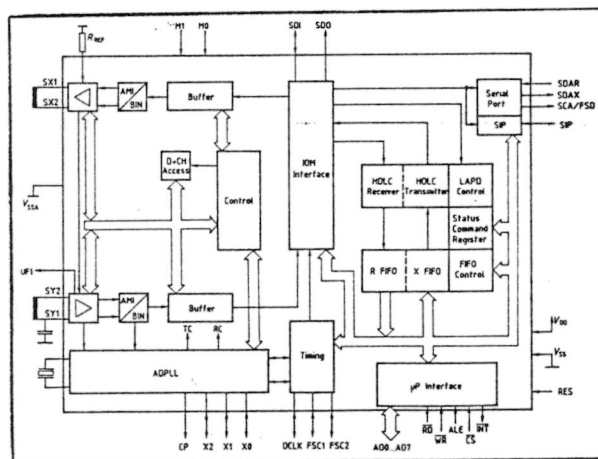 R REF
M1 M0
SDI SDO
SX1
SX2
AMI
BIN
Buffer
IOM
Interface
Serial
Port
SIP
SDAR
SDAX
SCA/FSD
SIP
D+CH
Access
Control
HDLC
Receiver
HDLC
Transmitter
LAPD
Control
Status
Command
Register
R FIFO
X FIFO
FIFO
Control
VSSA
UFI
SY2
SY1
AMI
BIN
Buffer
TC RC
ADPLL
Timing
µP Interface
VDD
VSS
RES
CP X2 X1 X0
DCLK FSC1 FSC2
AD0...AD7
RD WR ALE CS INT